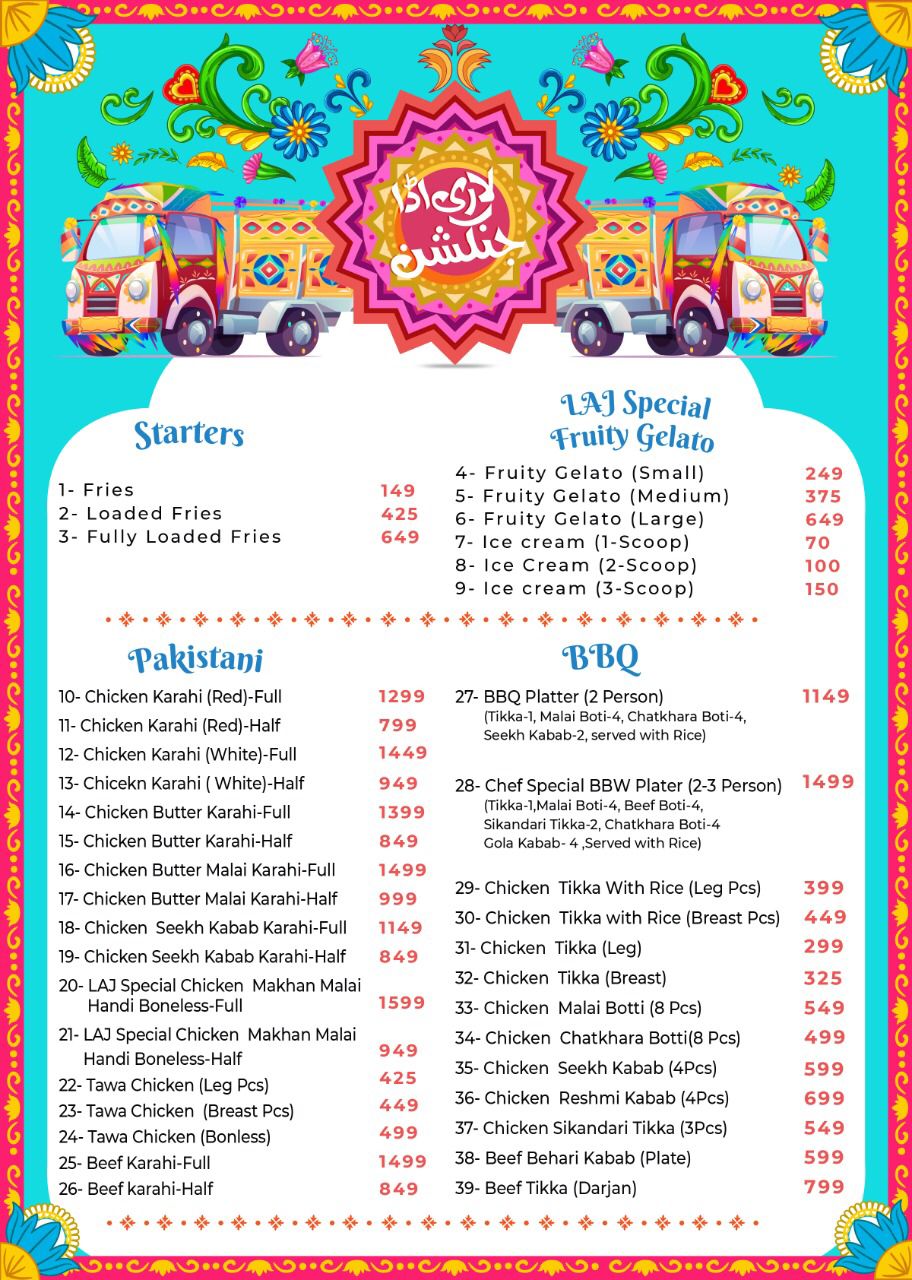 لاری اڈا
جنکشن
Starters
1- Fries 149
2- Loaded Fries 425
3- Fully Loaded Fries 649
LAJ Special
Fruity Gelato
4- Fruity Gelato (Small) 249
5- Fruity Gelato (Medium) 375
6- Fruity Gelato (Large) 649
7- Ice cream (1-Scoop) 70
8- Ice Cream (2-Scoop) 100
9- Ice cream (3-Scoop) 150
Pakistani
10- Chicken Karahi (Red)-Full 1299
11- Chicken Karahi (Red)-Half 799
12- Chicken Karahi (White)-Full 1449
13- Chicekn Karahi ( White)-Half 949
14- Chicken Butter Karahi-Full 1399
15- Chicken Butter Karahi-Half 849
16- Chicken Butter Malai Karahi-Full 1499
17- Chicken Butter Malai Karahi-Half 999
18- Chicken Seekh Kabab Karahi-Full 1149
19- Chicken Seekh Kabab Karahi-Half 849
20- LAJ Special Chicken Makhan Malai
Handi Boneless-Full 1599
21- LAJ Special Chicken Makhan Malai
Handi Boneless-Half 949
22- Tawa Chicken (Leg Pcs) 425
23- Tawa Chicken (Breast Pcs) 449
24- Tawa Chicken (Bonless) 499
25- Beef Karahi-Full 1499
26- Beef karahi-Half 849
BBQ
27- BBQ Platter (2 Person) 1149
(Tikka-1, Malai Boti-4, Chatkhara Boti-4,
Seekh Kabab-2, served with Rice)
28- Chef Special BBW Plater (2-3 Person) 1499
(Tikka-1,Malai Boti-4, Beef Boti-4,
Sikandari Tikka-2, Chatkhara Boti-4
Gola Kabab- 4 ,Served with Rice)
29- Chicken Tikka With Rice (Leg Pcs) 399
30- Chicken Tikka with Rice (Breast Pcs) 449
31- Chicken Tikka (Leg) 299
32- Chicken Tikka (Breast) 325
33- Chicken Malai Botti (8 Pcs) 549
34- Chicken Chatkhara Botti(8 Pcs) 499
35- Chicken Seekh Kabab (4Pcs) 599
36- Chicken Reshmi Kabab (4Pcs) 699
37- Chicken Sikandari Tikka (3Pcs) 549
38- Beef Behari Kabab (Plate) 599
39- Beef Tikka (Darjan) 799